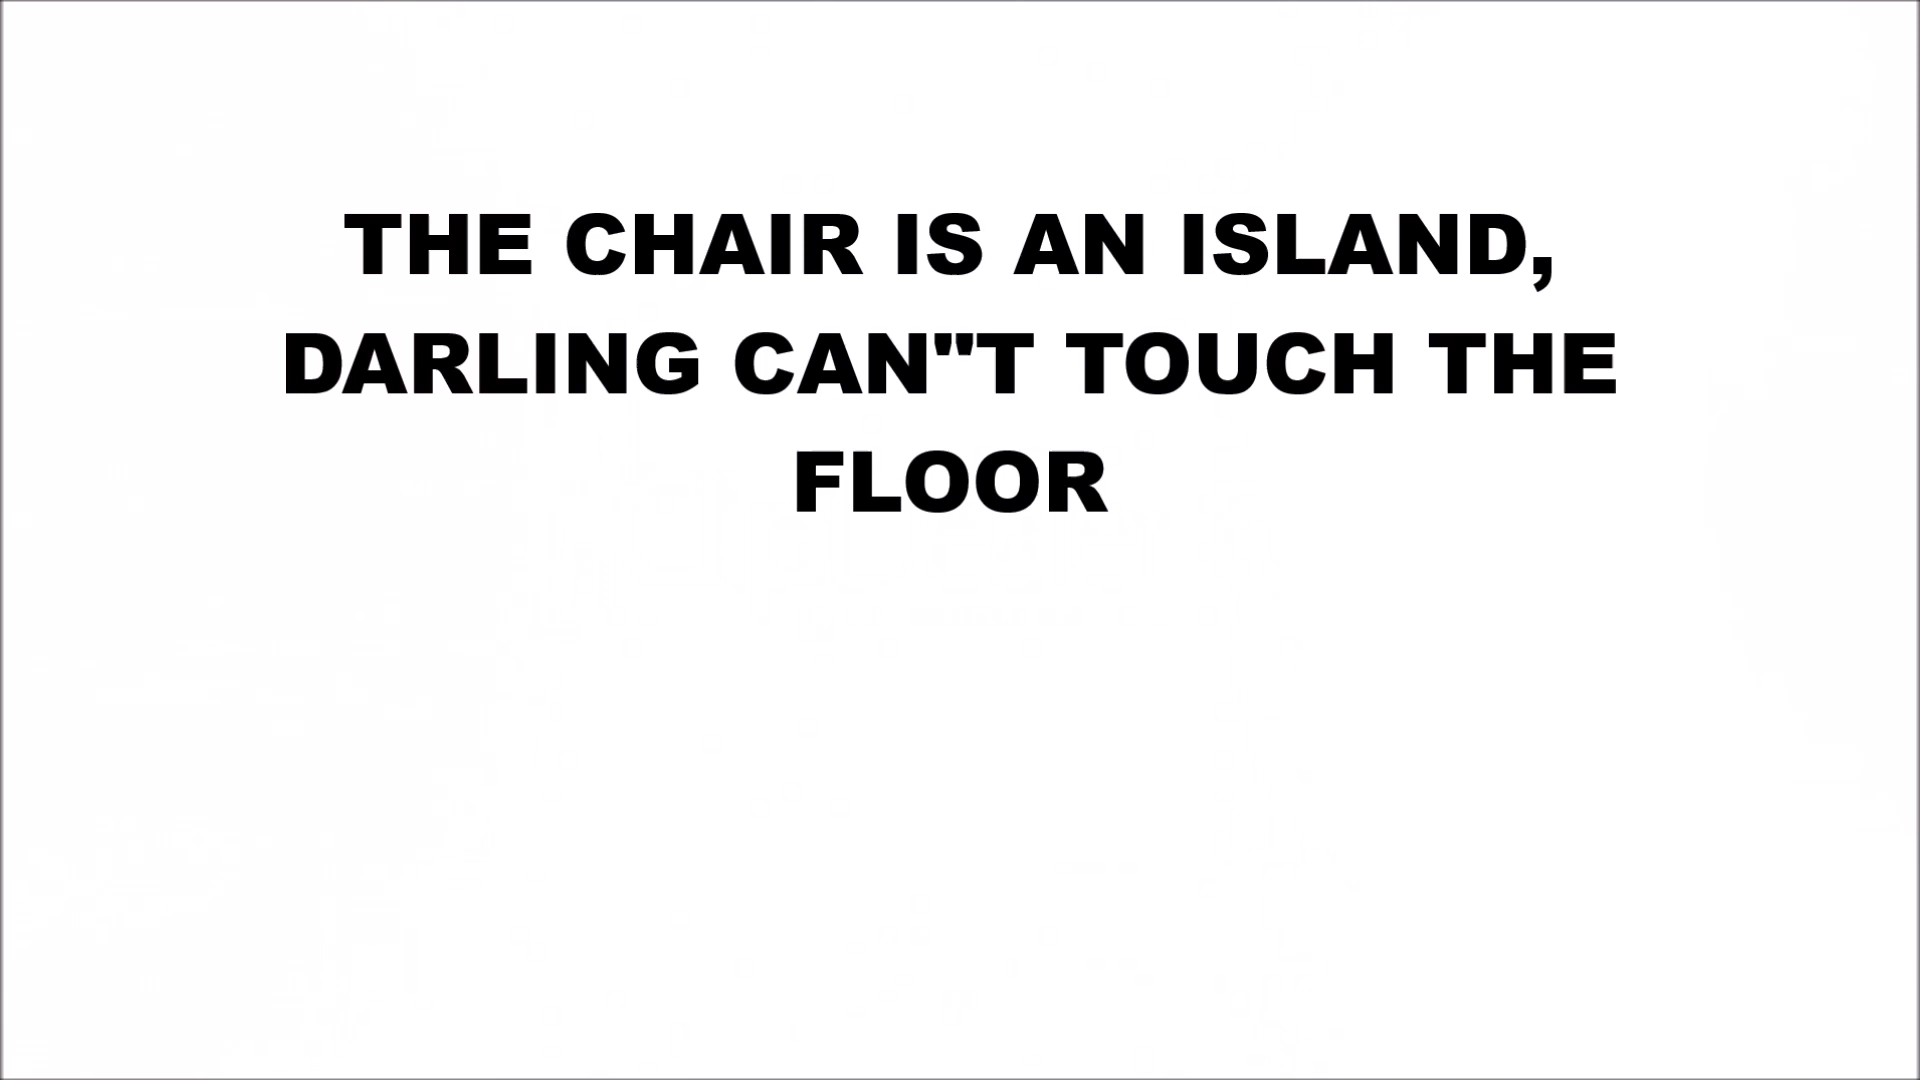 THE CHAIR IS AN ISLAND,
DARLING CAN"T TOUCH THE
FLOOR